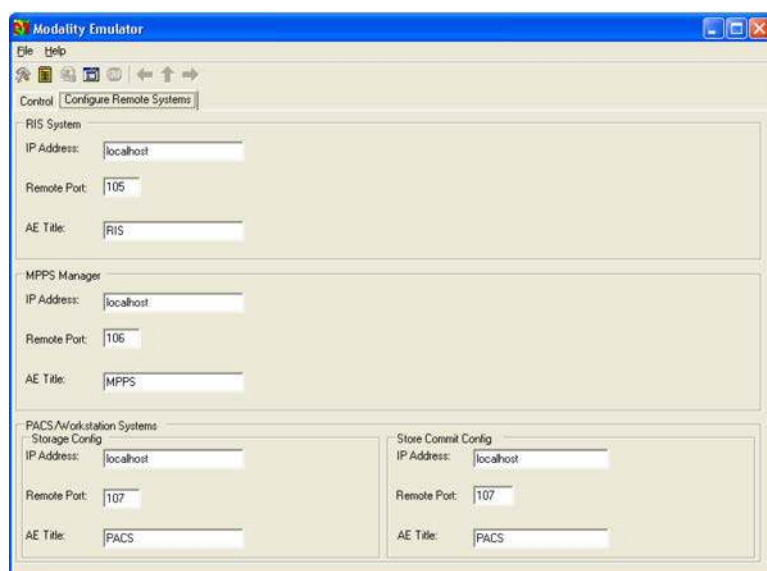 Modality Emulator
File Help
Control Configure Remote Systems
RIS System
IP Address: localhost
Remote Port: 105
AE Title: RIS
MPPS Manager
IP Address: localhost
Remote Port: 106
AE Title: MPPS
PACS/Workstation Systems
Storage Config Store Commit Config
IP Address: localhost IP Address: localhost
Remote Port: 107 Remote Port: 107
AE Title: PACS AE Title: PACS